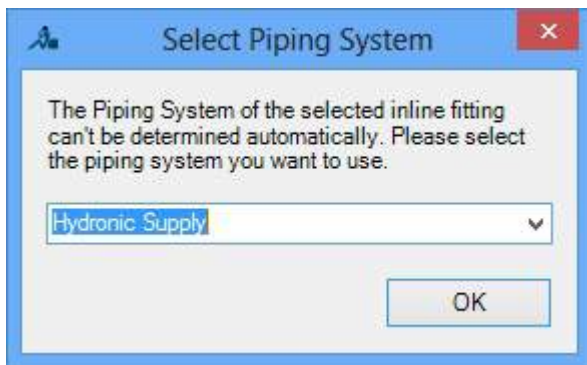 Select Piping System
The Piping System of the selected inline fitting
can't be determined automatically. Please select
the piping system you want to use.
Hydronic Supply
OK